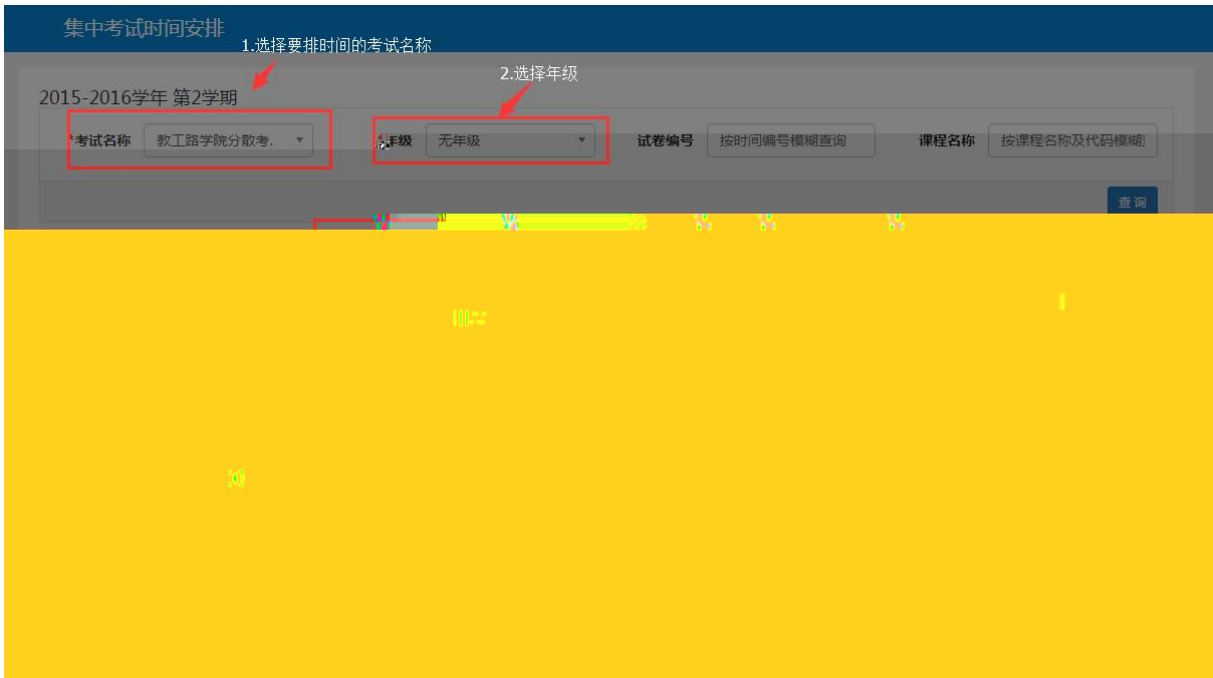 集中考试时间安排
1.选择要排时间的考试名称
2.选择年级
2015-2016学年 第2学期
*考试名称 教工路学院分散考. 年级 无年级 试卷编号 按时间编号模糊查询 课程名称 按课程名称及代码模糊
查询